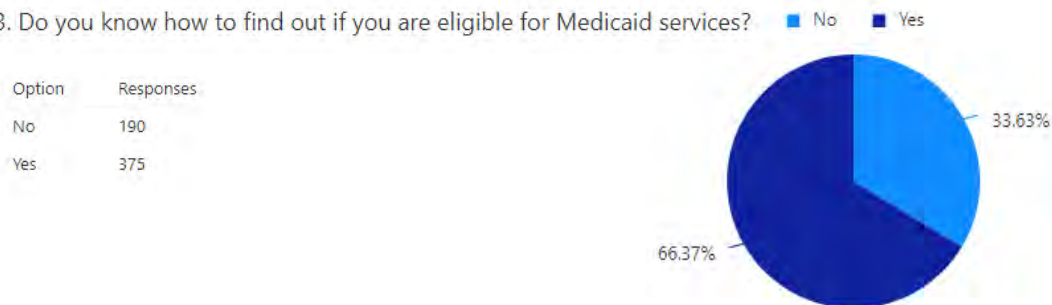 3. Do you know how to find out if you are eligible for Medicaid services? No Yes
Option Responses
No 190
Yes 375
33.63%
66.37%